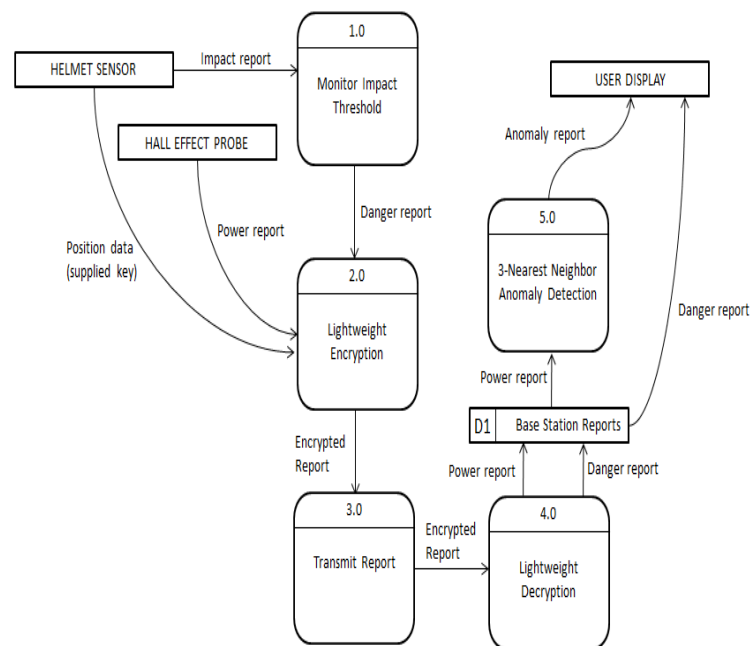 1.0
Impact report
HELMET SENSOR
Monitor Impact
Threshold
USER DISPLAY
HALL EFFECT PROBE
Anomaly report
Danger report
5.0
Power report
Position data
(supplied key)
2.0
3-Nearest Neighbor
Anomaly Detection
Lightweight
Encryption
Danger report
Power report
D1
Base Station Reports
Encrypted
Report
Power report
Danger report
3.0
Encrypted
Report
4.0
Transmit Report
Lightweight
Decryption